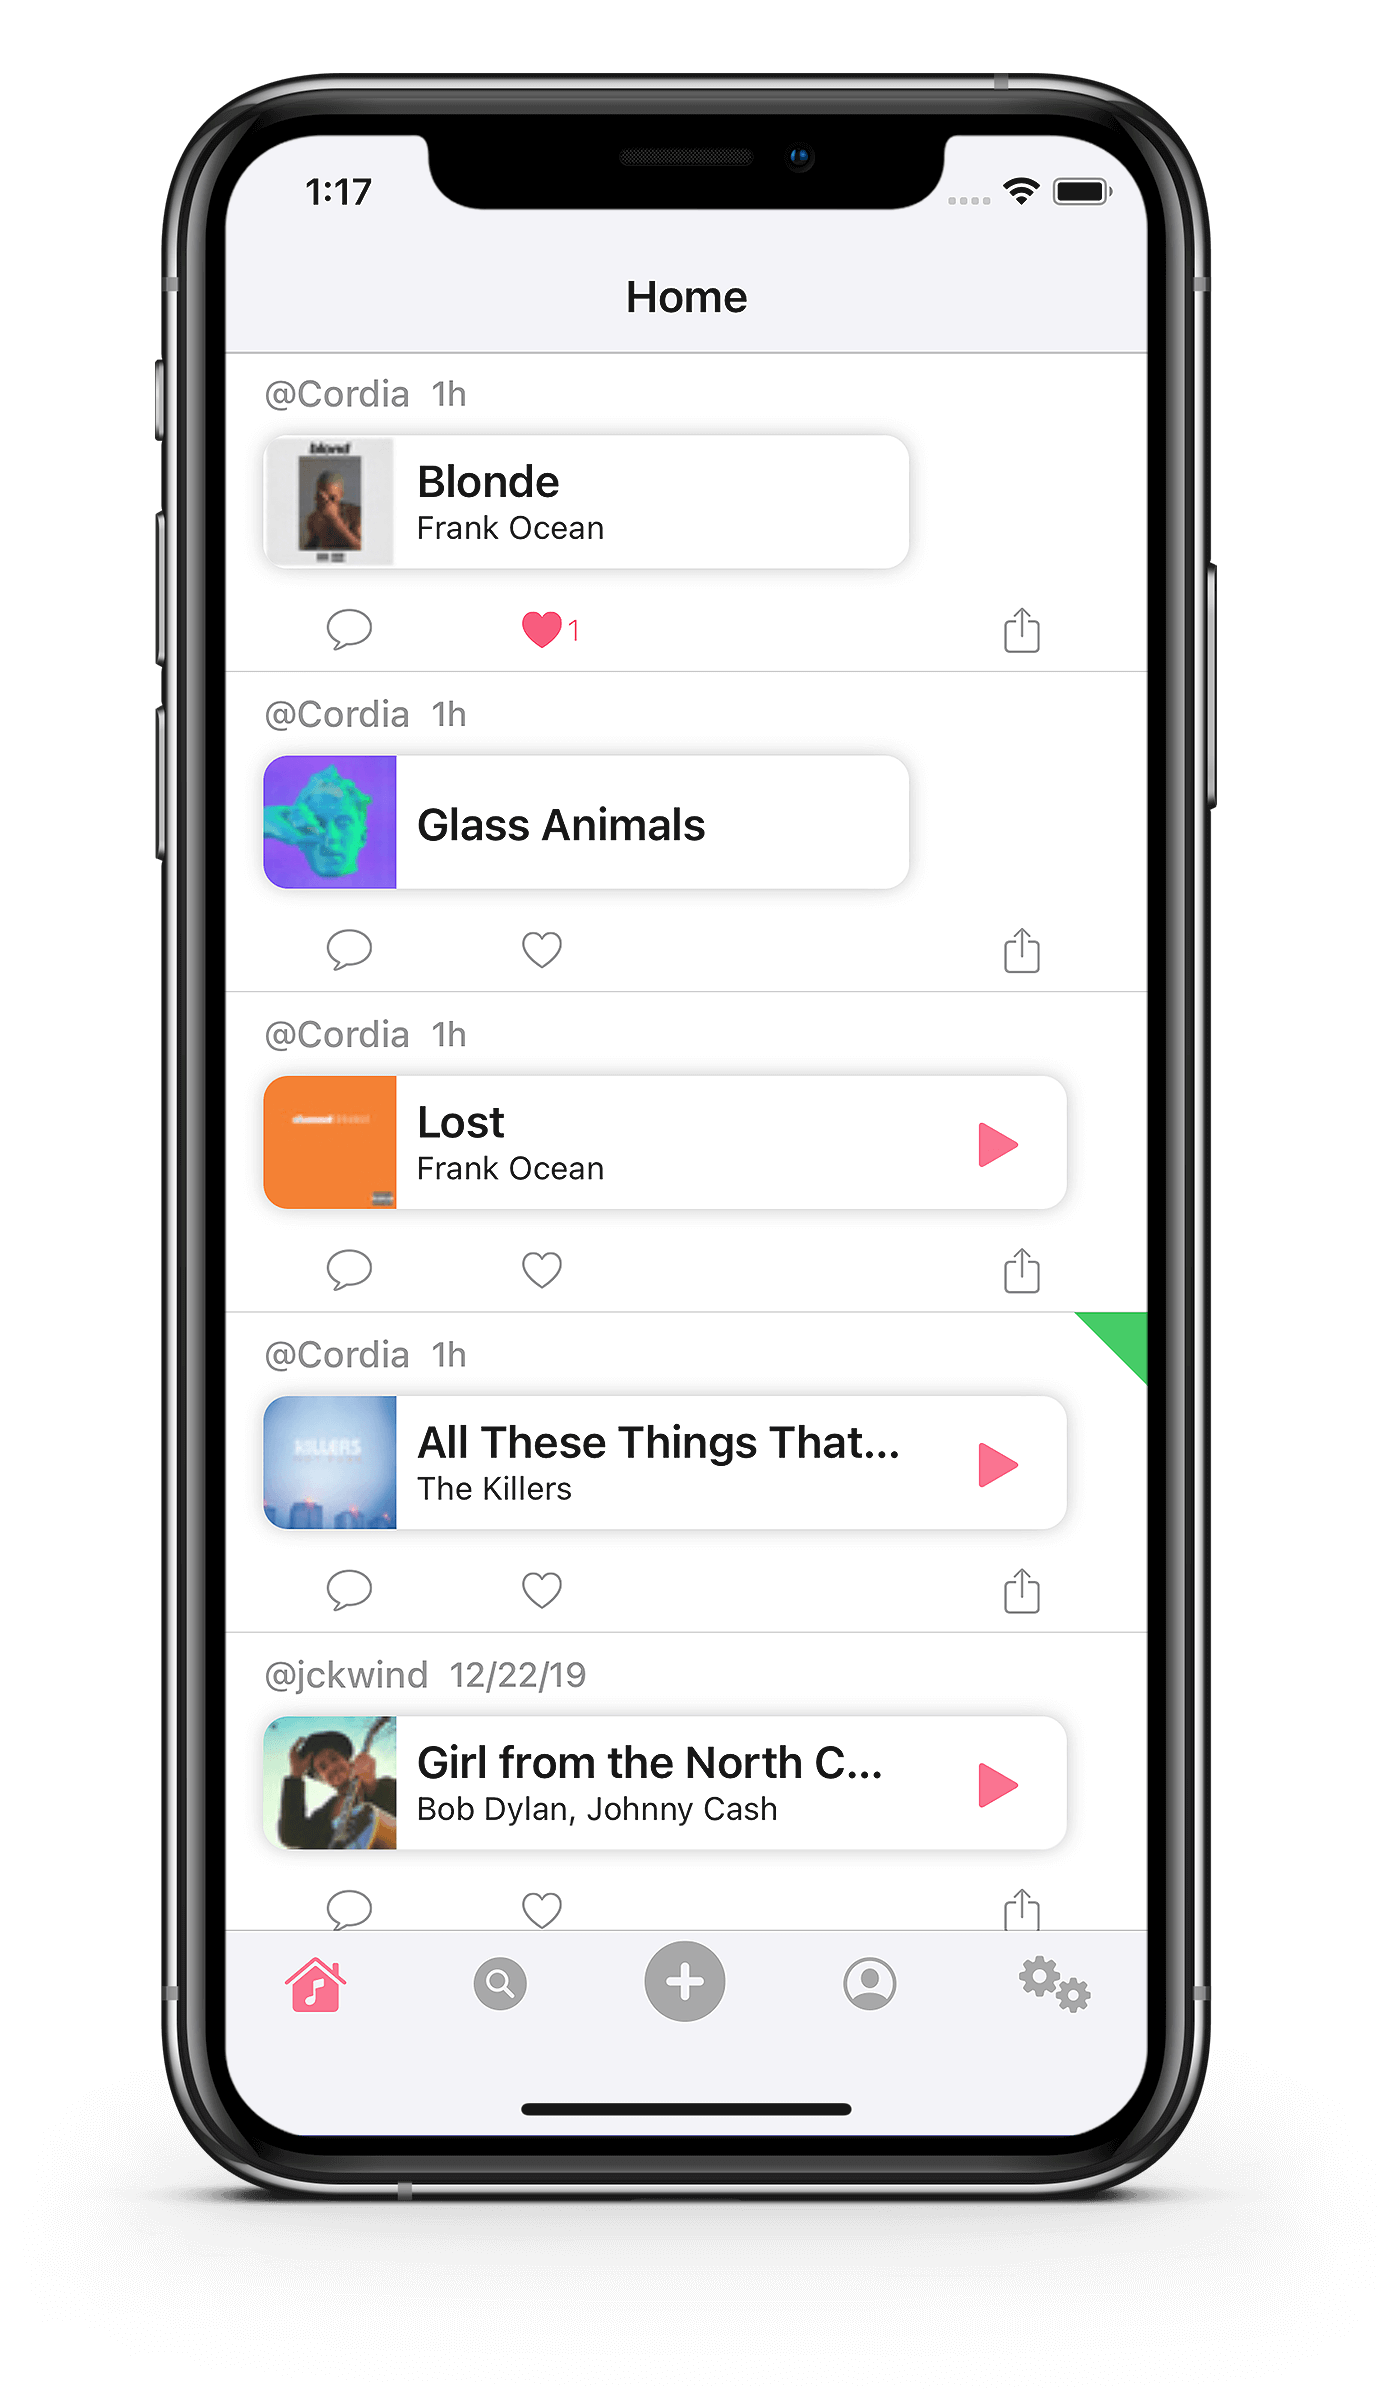 1:17
Home
@Cordia 1h
blond
Blonde
Frank Ocean
1
@Cordia 1h
Glass Animals
@Cordia 1h
Lost
Frank Ocean
@Cordia 1h
KILLERS
All These Things That...
The Killers
@jckwind 12/22/19
Girl from the North C...
Bob Dylan, Johnny Cash